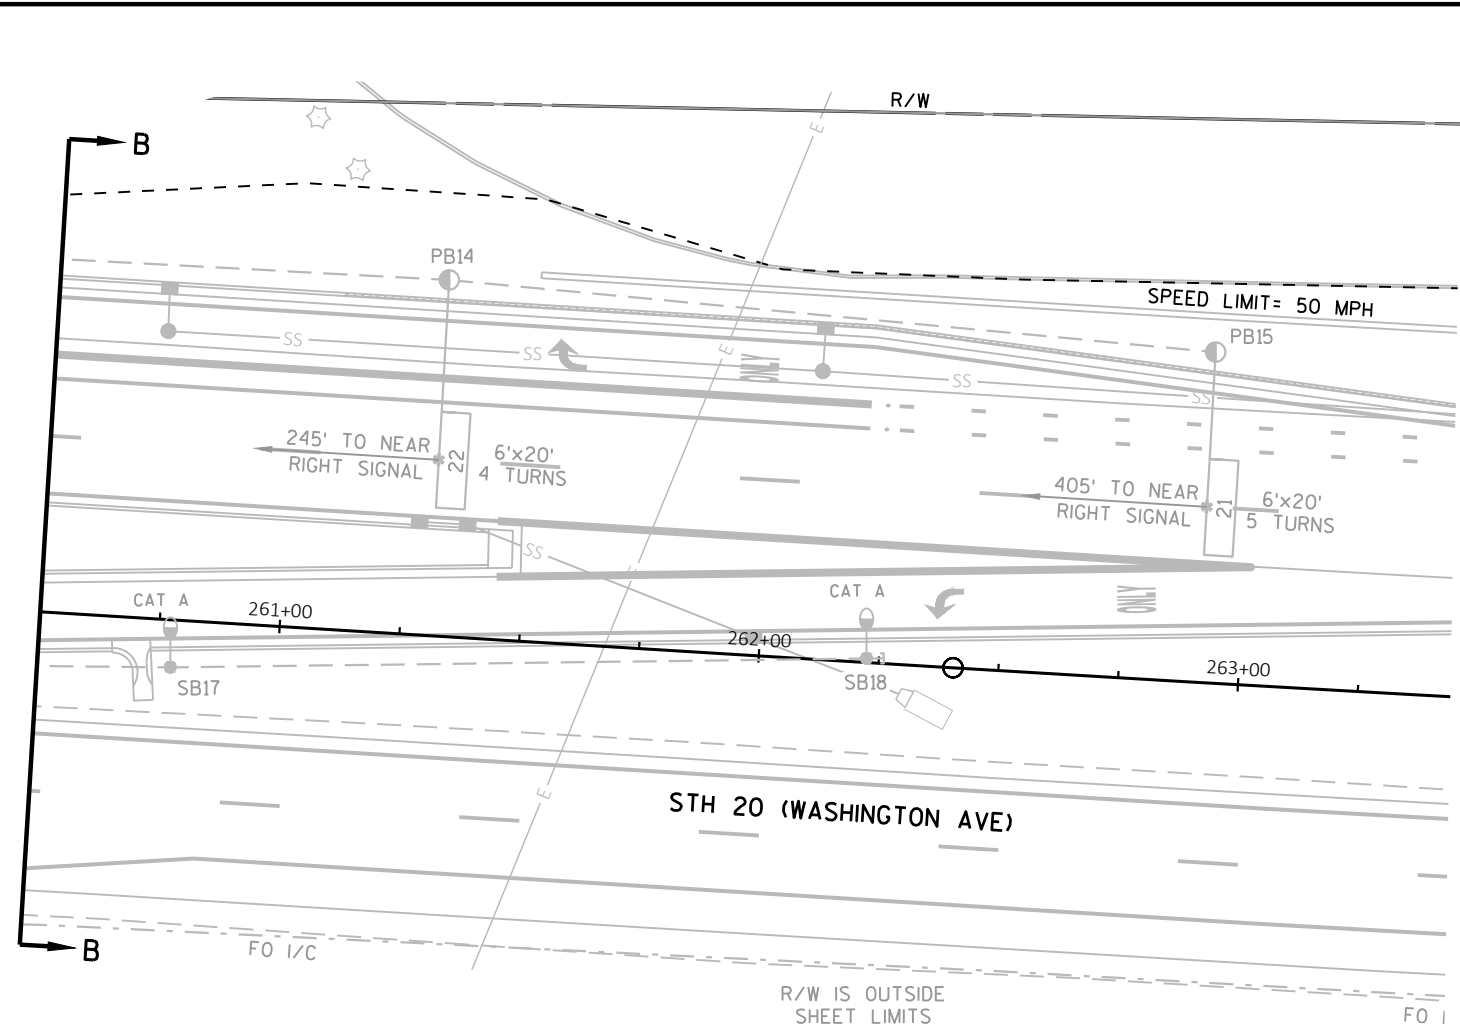 R/W
E
B
PB14
SPEED LIMIT= 50 MPH
PB15
SS
SS
E
SS
SS
245' TO NEAR
RIGHT SIGNAL
22
6'x20'
4 TURNS
405' TO NEAR
RIGHT SIGNAL
21
6'x20'
5 TURNS
SS
E
CAT A
CAT A
261+00
262+00
263+00
SB17
SB18
E
STH 20 (WASHINGTON AVE)
B
FO I/C
R/W IS OUTSIDE
SHEET LIMITS
FO I